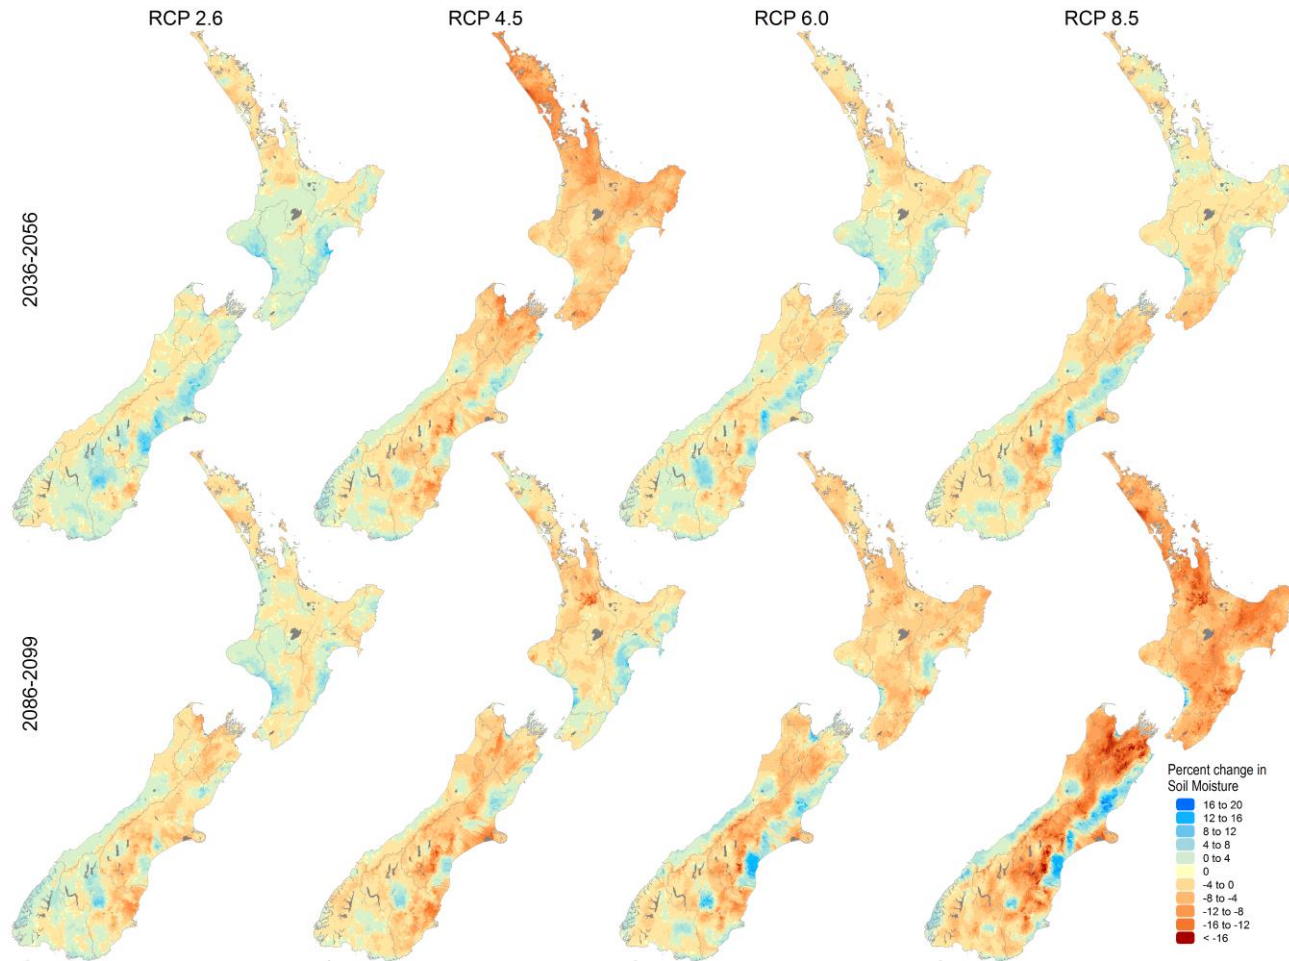 RCP 2.6
RCP 4.5
RCP 6.0
RCP 8.5
2036-2056
2086-2099
Percent change in
Soil Moisture
16 to 20
12 to 16
8 to 12
4 to 8
0 to 4
0
-4 to 0
-8 to -4
-12 to -8
-16 to -12
< -16